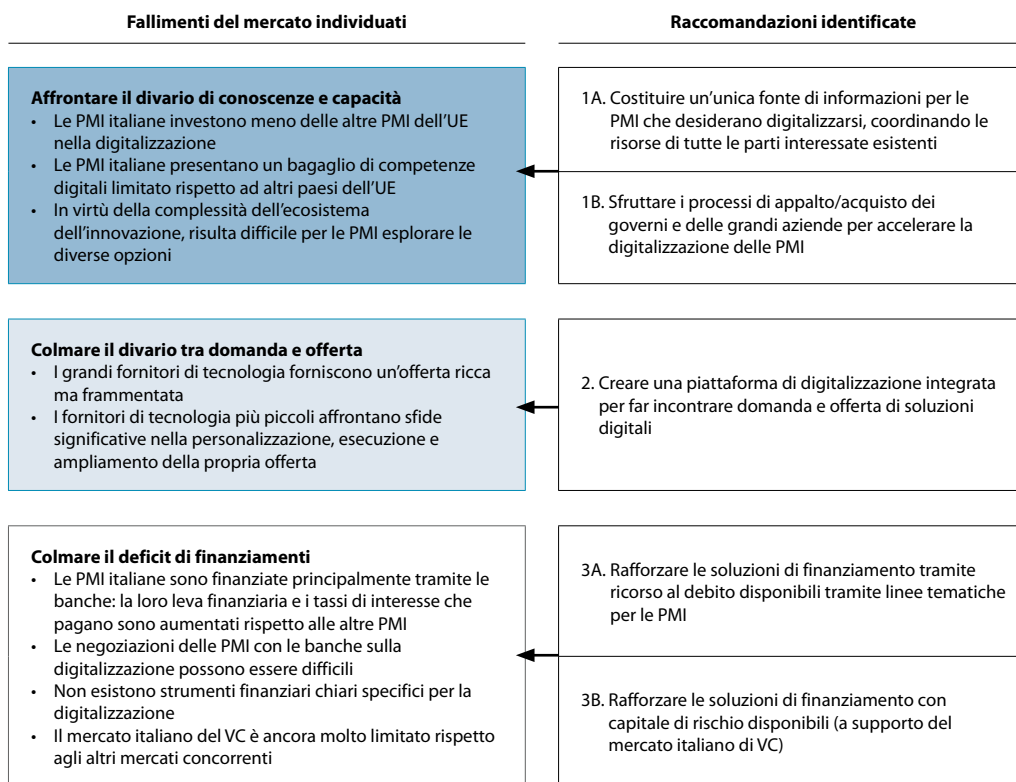 Fallimenti del mercato individuati
Raccomandazioni identificate
Affrontare il divario di conoscenze e capacità
• Le PMI italiane investono meno delle altre PMI dell'UE
nella digitalizzazione
• Le PMI italiane presentano un bagaglio di competenze
digitali limitato rispetto ad altri paesi dell'UE
• In virtù della complessità dell'ecosistema
dell'innovazione, risulta difficile per le PMI esplorare le
diverse opzioni
1A. Costituire un'unica fonte di informazioni per le
PMI che desiderano digitalizzarsi, coordinando le
risorse di tutte le parti interessate esistenti
1B. Sfruttare i processi di appalto/acquisto dei
governi e delle grandi aziende per accelerare la
digitalizzazione delle PMI
Colmare il divario tra domanda e offerta
• I grandi fornitori di tecnologia forniscono un'offerta ricca
ma frammentata
• I fornitori di tecnologia più piccoli affrontano sfide
significative nella personalizzazione, esecuzione e
ampliamento della propria offerta
2. Creare una piattaforma di digitalizzazione integrata
per far incontrare domanda e offerta di soluzioni
digitali
Colmare il deficit di finanziamenti
• Le PMI italiane sono finanziate principalmente tramite le
banche: la loro leva finanziaria e i tassi di interesse che
pagano sono aumentati rispetto alle altre PMI
• Le negoziazioni delle PMI con le banche sulla
digitalizzazione possono essere difficili
• Non esistono strumenti finanziari chiari specifici per la
digitalizzazione
• Il mercato italiano del VC è ancora molto limitato rispetto
agli altri mercati concorrenti
3A. Rafforzare le soluzioni di finanziamento tramite
ricorso al debito disponibili tramite linee tematiche
per le PMI
3B. Rafforzare le soluzioni di finanziamento con
capitale di rischio disponibili (a supporto del
mercato italiano di VC)